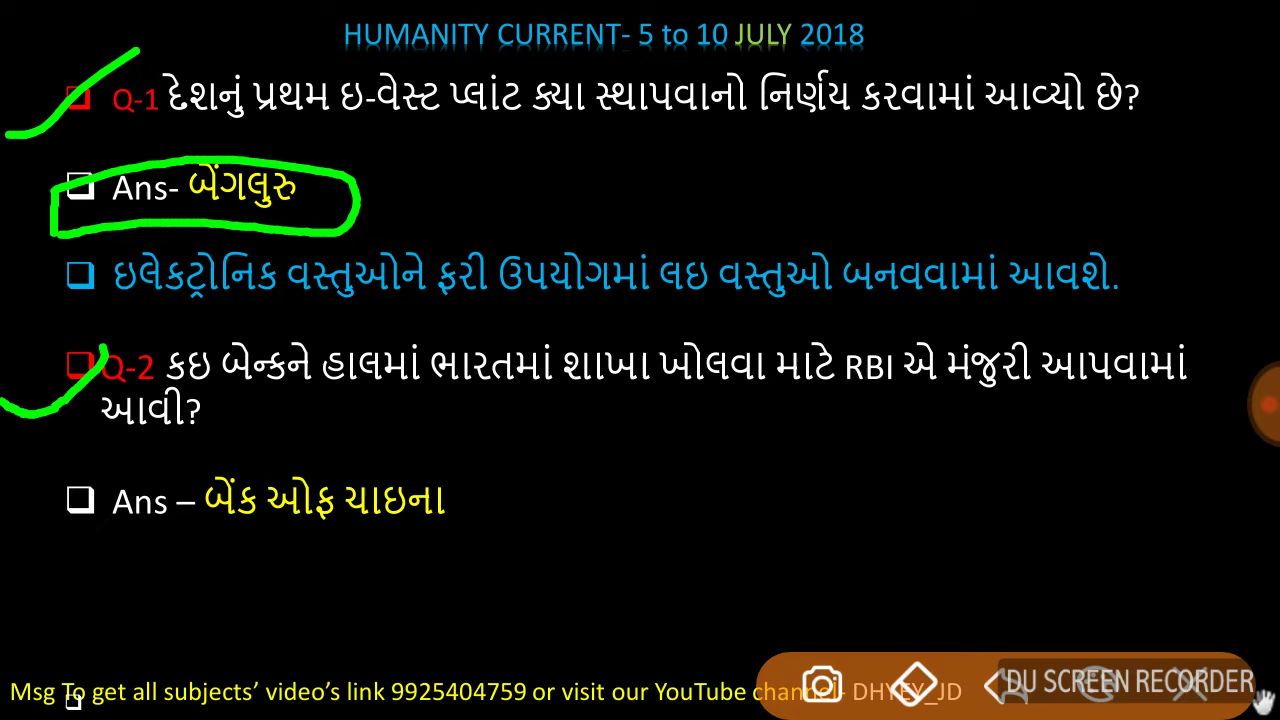 HUMANITY CURRENT- 5 to 10 JULY 2018
Q-1 દેશનું પ્રથમ ઇ-વેસ્ટ પ્લાંટ ક્યા સ્થાપવાનો નિર્ણય કરવામાં આવ્યો છે?
Ans- બેંગલુરુ
ઇલેકટ્રોનિક વસ્તુઓને ફરી ઉપયોગમાં લઇ વસ્તુઓ બનવવામાં આવશે.
Q-2 કઇ બેન્કને હાલમાં ભારતમાં શાખા ખોલવા માટે RBI એ મંજુરી આપવામાં
આવી?
Ans – બેંક ઓફ ચાઇના
Msg To get all subjects’ video’s link 9925404759 or visit our YouTube channel- DHYEY_JD
DU SCREEN RECORDER